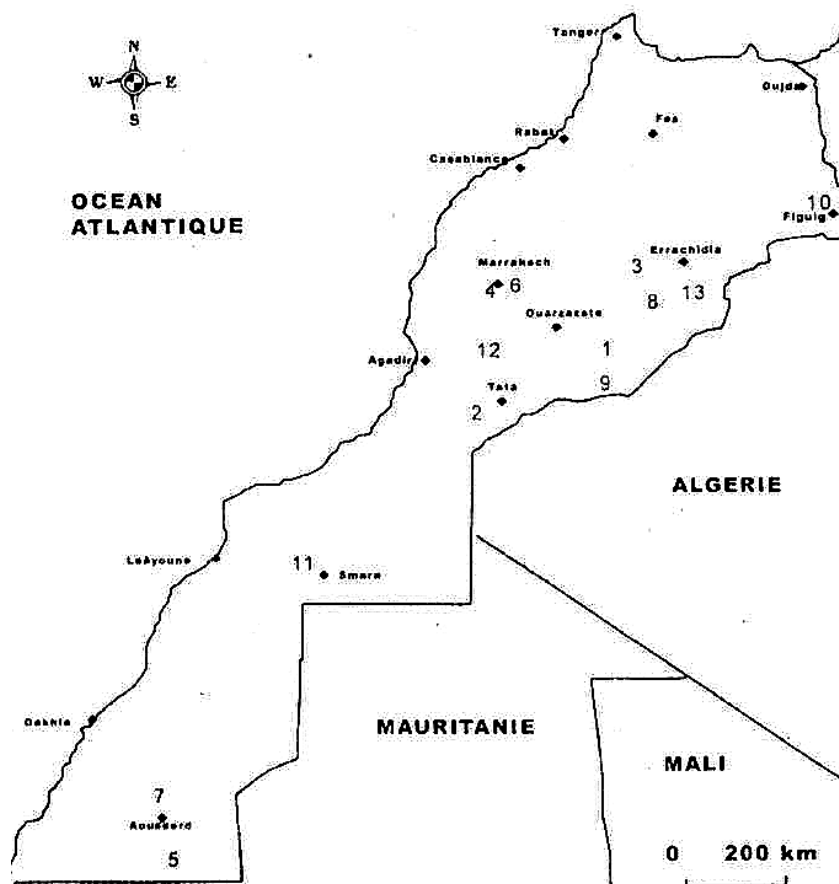 Tanger
N
W E
S
Oujda
Fes
Rabat
Casablanca
OCEAN
ATLANTIQUE
10
Figuig
Errachidia
3
Marrakech
4 6
13
8
Ouarzazate
12
1
Agadir
9
Tata
2
ALGERIE
Laâyoune
11
Smara
Dakhla
MAURITANIE
MALI
7
Aousserd
5
0 200 km